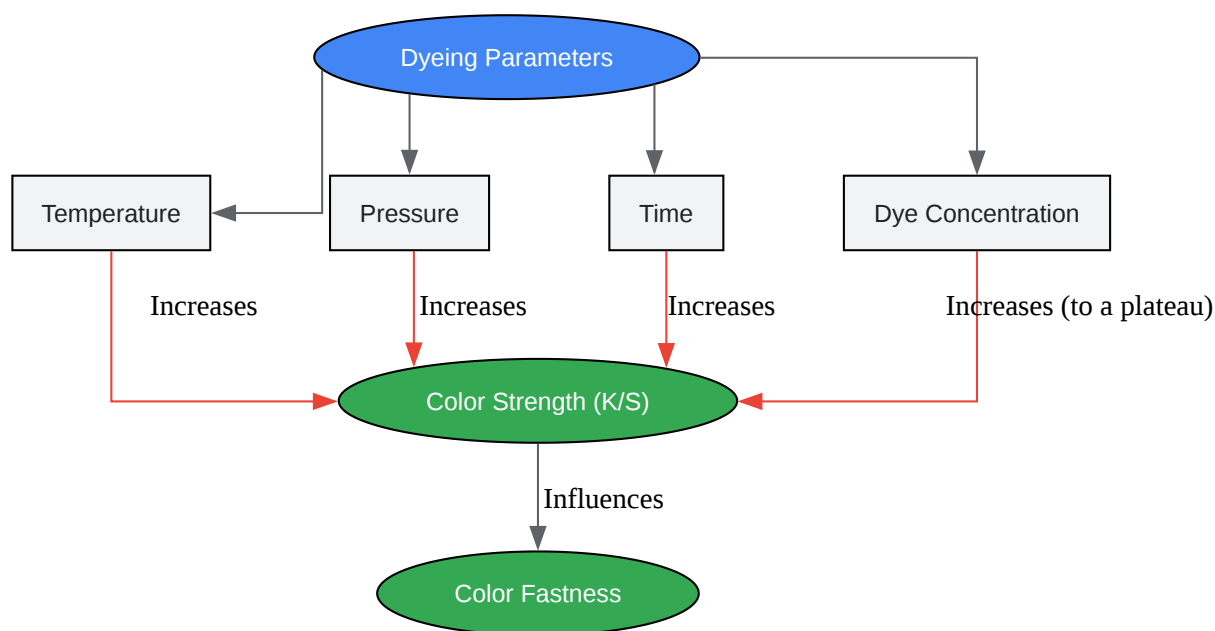 Dyeing Parameters
Temperature
Pressure
Time
Dye Concentration
Increases
Increases
Increases
Increases (to a plateau)
Color Strength (K/S)
Influences
Color Fastness